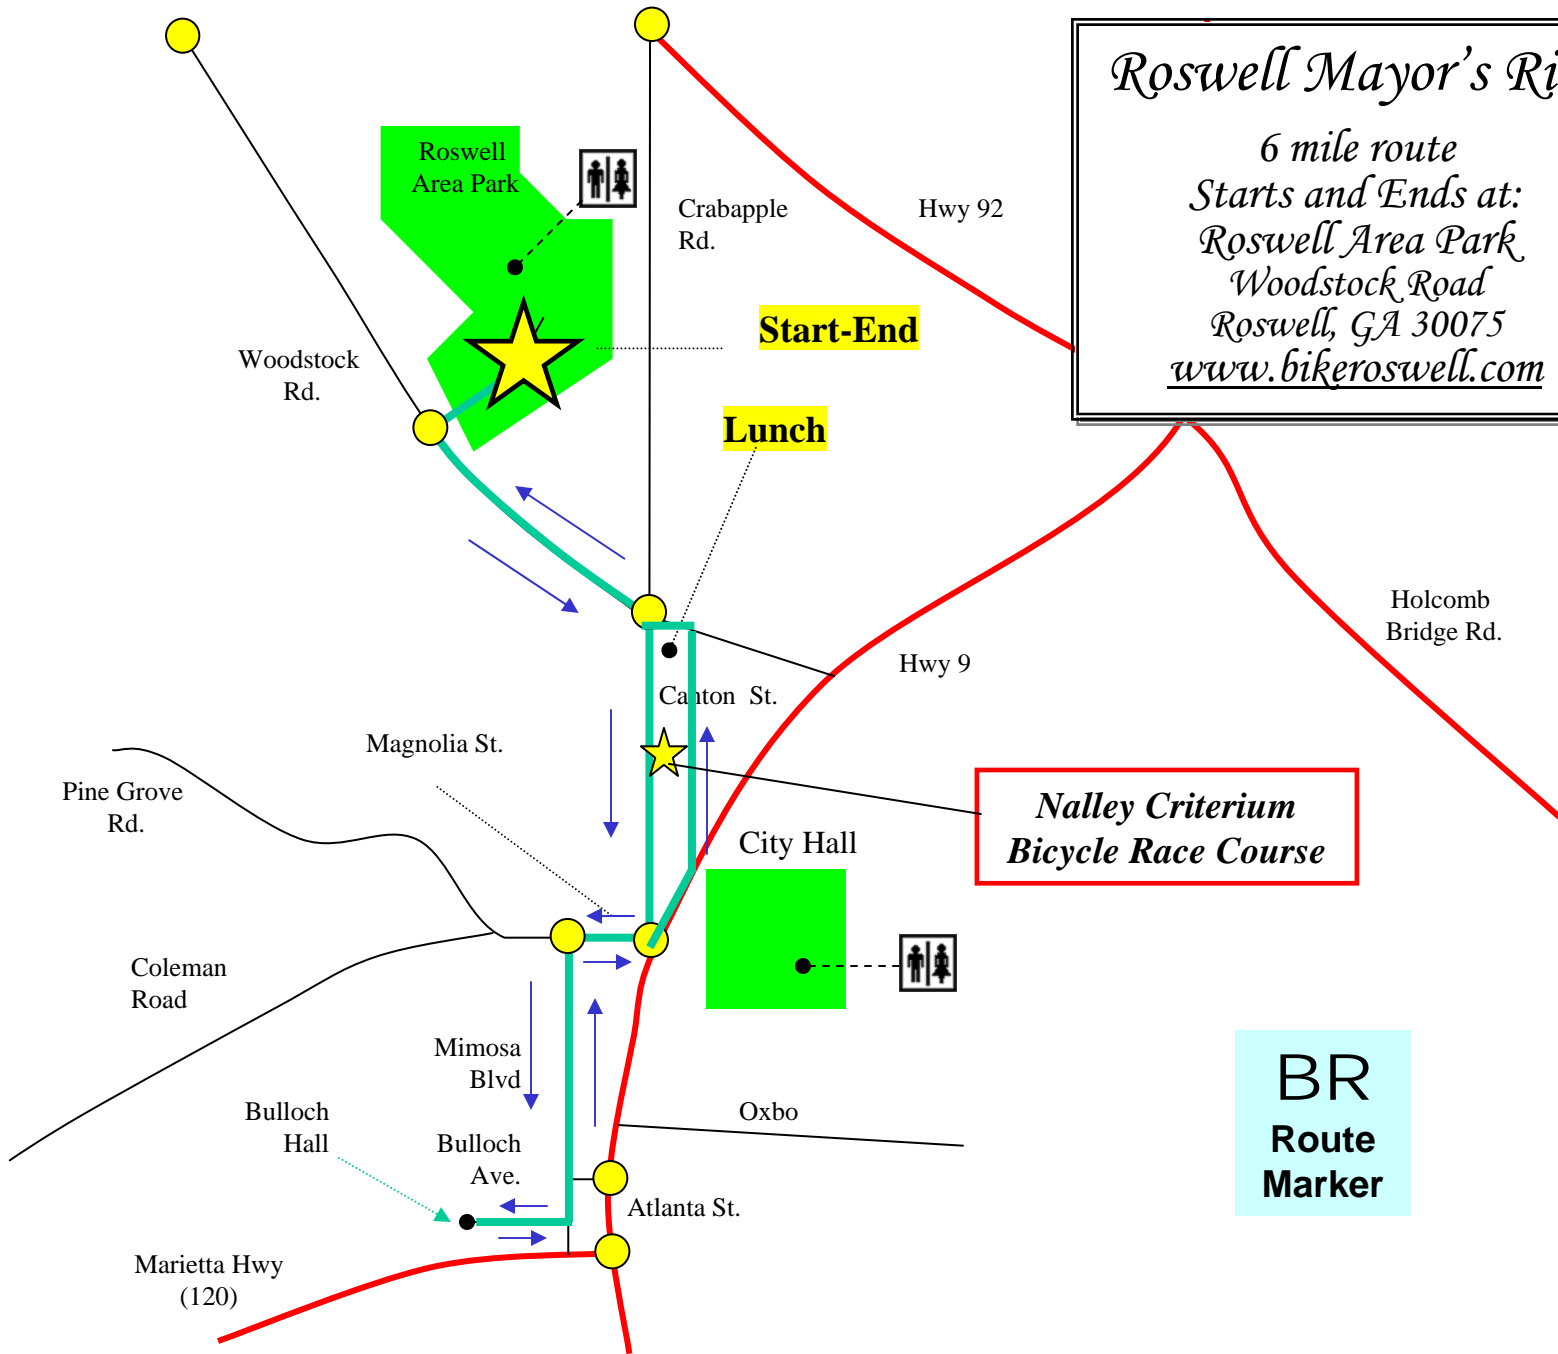 Roswell Mayor's Ri
6 mile route
Starts and Ends at:
Roswell Area Park
Woodstock Road
Roswell, GA 30075
www.bikeroswell.com
Roswell
Area Park
Crabapple
Rd.
Hwy 92
Start-End
Woodstock
Rd.
Lunch
Holcomb
Bridge Rd.
Hwy 9
Canton St.
Magnolia St.
Pine Grove
Rd.
Nalley Criterium
Bicycle Race Course
City Hall
Coleman
Road
Mimosa
Blvd
BR
Route
Marker
Bulloch
Hall
Bulloch
Ave.
Oxbo
Atlanta St.
Marietta Hwy
(120)